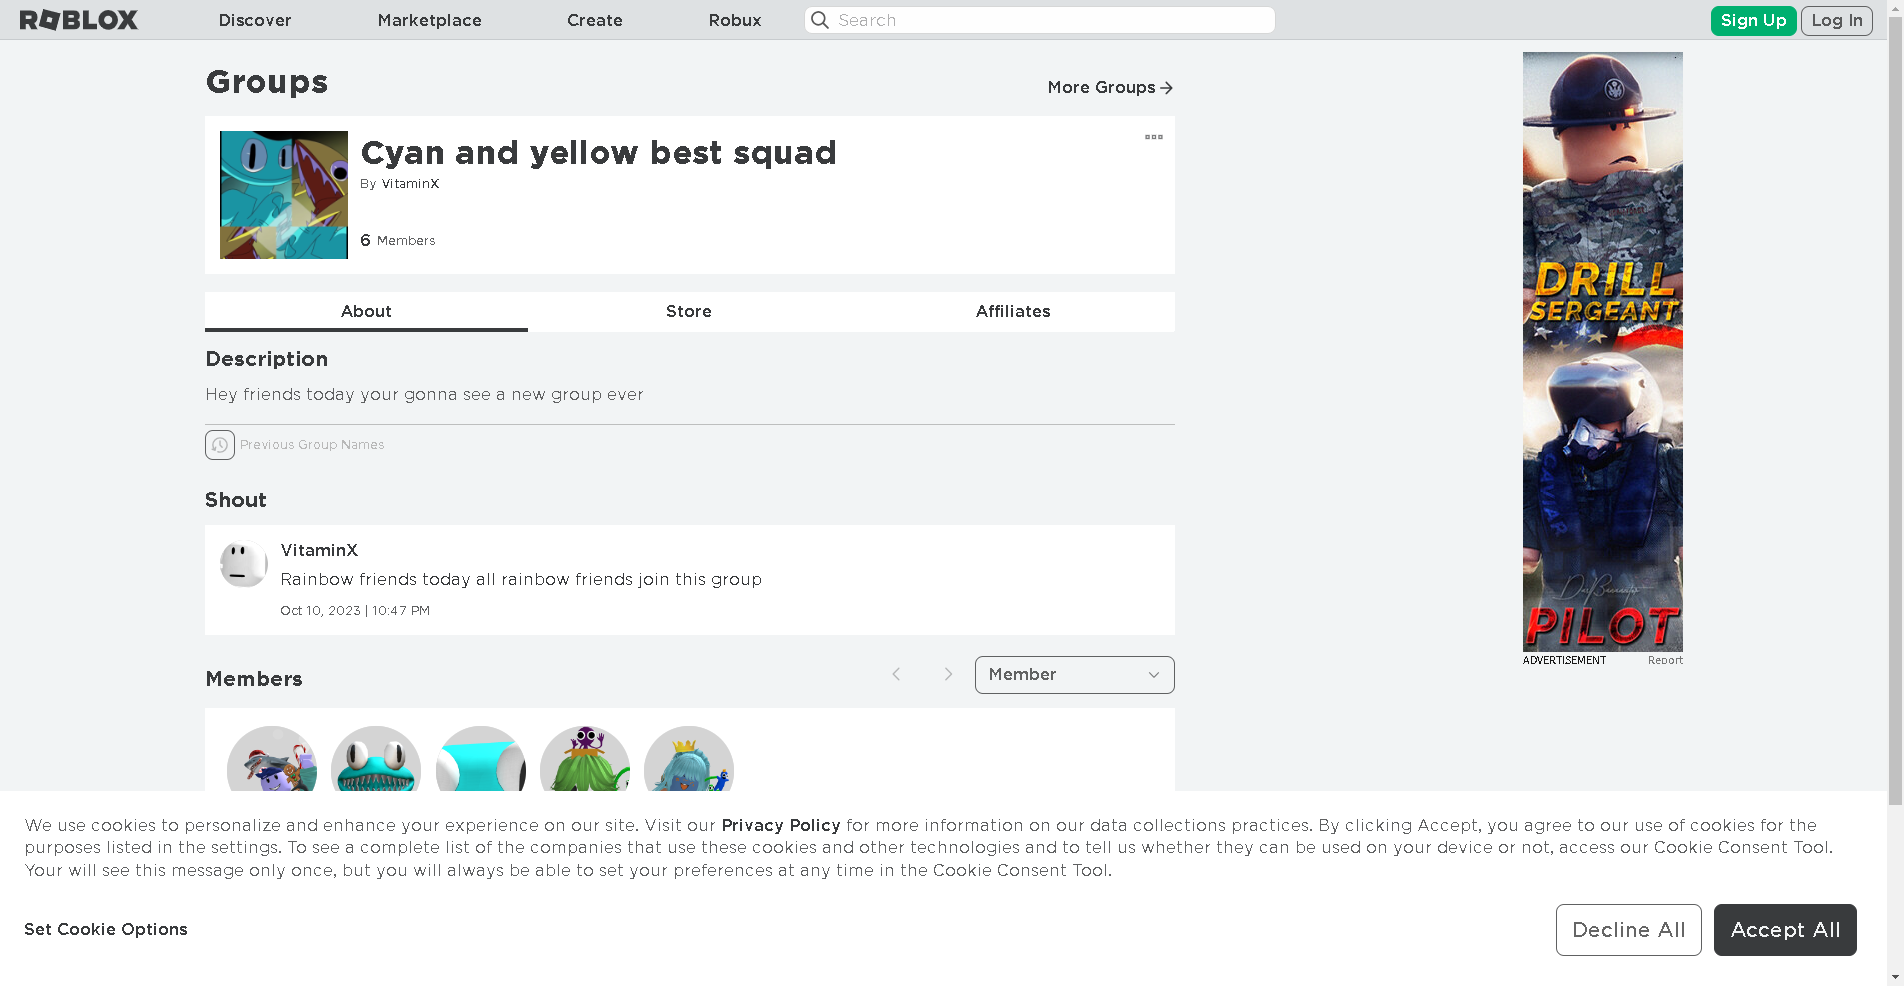 ROBLOX
Discover
Marketplace
Create
Robux
Search
Sign Up
Log In
Groups
More Groups
Cyan and yellow best squad
By VitaminX
6 Members
About
Store
Affiliates
Description
Hey friends today your gonna see a new group ever
Previous Group Names
Shout
VitaminX
Rainbow friends today all rainbow friends join this group
Oct 10, 2023 | 10:47 PM
Members
Member
DRILL
SERGEANT
PILOT
ADVERTISEMENT
Report
We use cookies to personalize and enhance your experience on our site. Visit our Privacy Policy for more information on our data collections practices. By clicking Accept, you agree to our use of cookies for the
purposes listed in the settings. To see a complete list of the companies that use these cookies and other technologies and to tell us whether they can be used on your device or not, access our Cookie Consent Tool.
Your will see this message only once, but you will always be able to set your preferences at any time in the Cookie Consent Tool.
Set Cookie Options
Decline All
Accept All